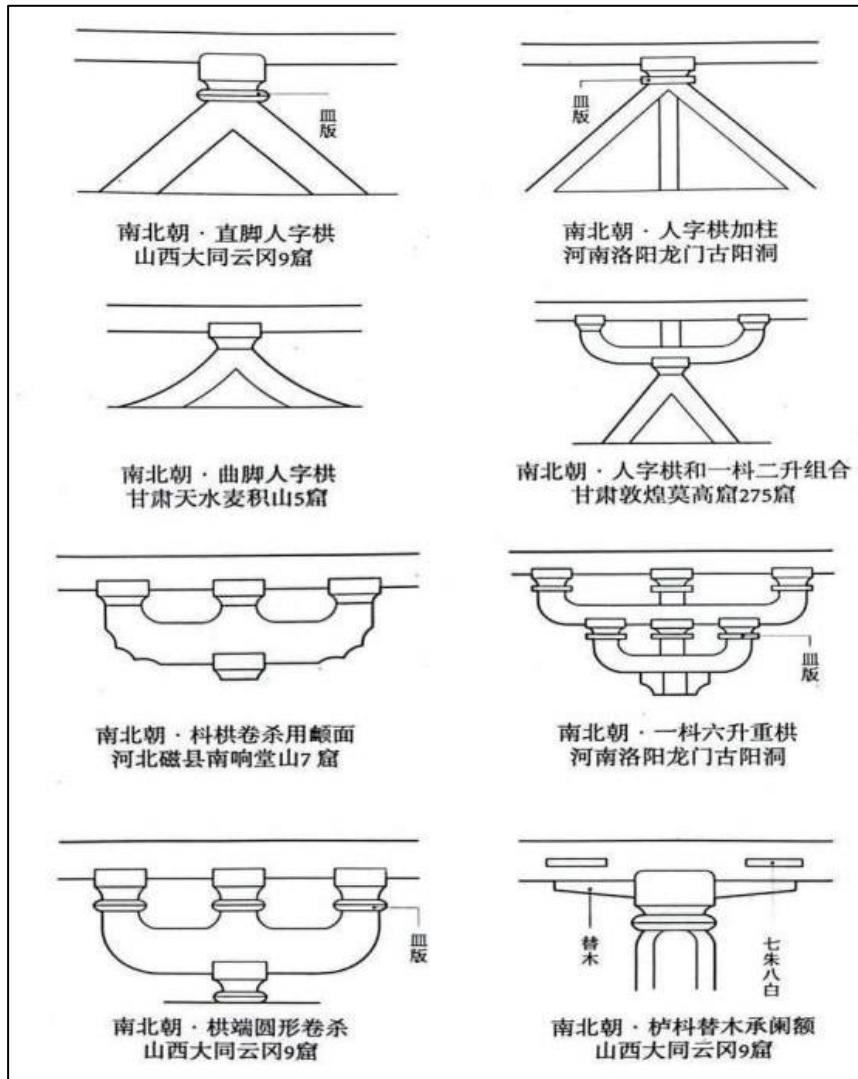 皿版
南北朝·直脚人字栱
山西大同云冈9窟
皿版
南北朝·人字栱加柱
河南洛阳龙门古阳洞
南北朝·曲脚人字栱
甘肃天水麦积山5窟
南北朝·人字栱和一枓二升组合
甘肃敦煌莫高窟275窟
南北朝·枓栱卷杀用䫜面
河北磁县南响堂山7窟
皿版
南北朝·一枓六升重栱
河南洛阳龙门古阳洞
皿版
南北朝·栱端圆形卷杀
山西大同云冈9窟
替木
七朱八白
南北朝·栌枓替木承阑额
山西大同云冈9窟